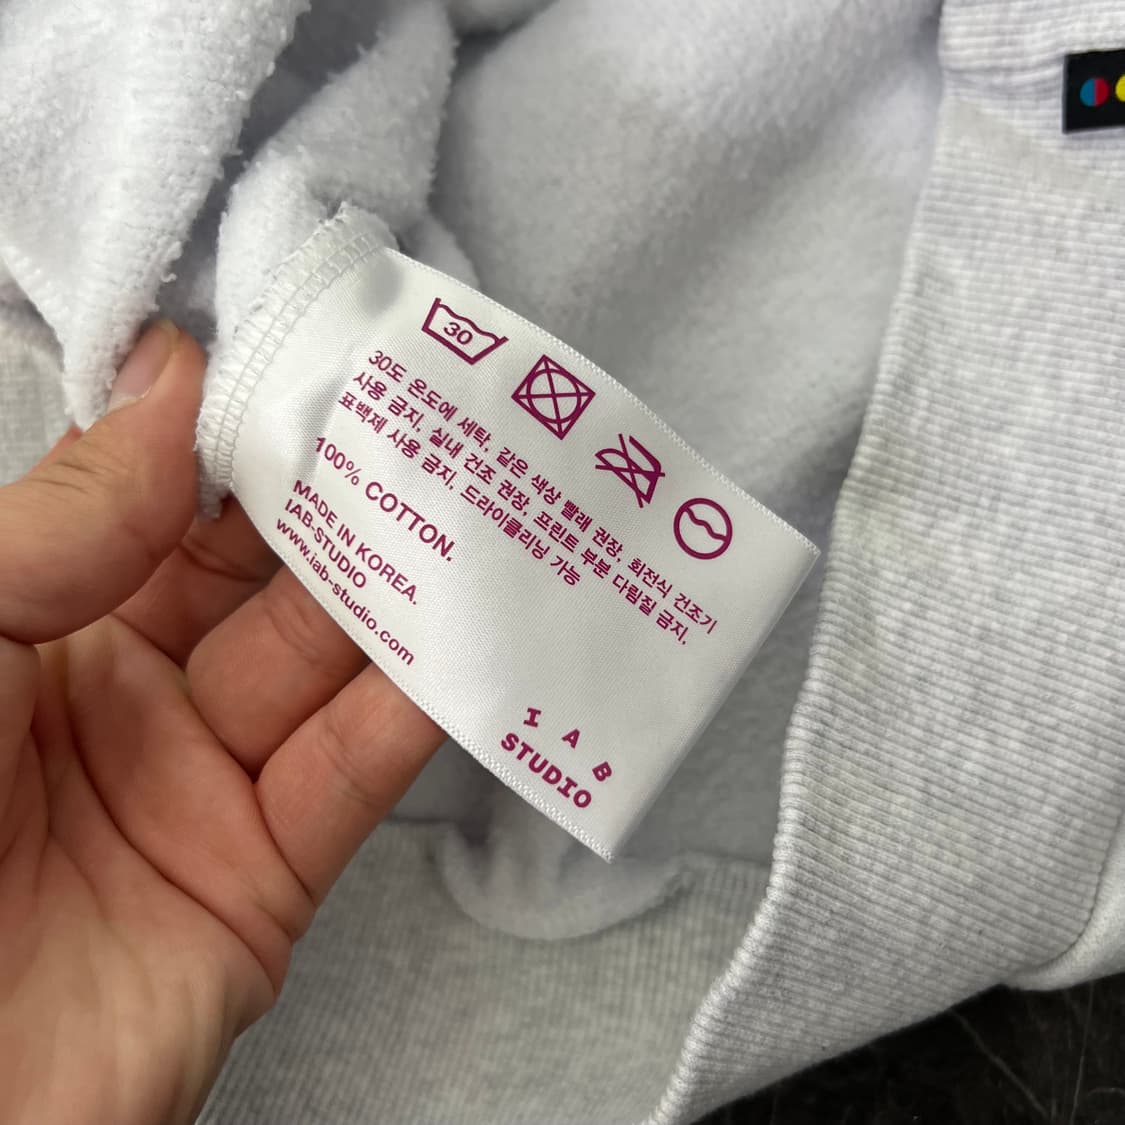 30
30도 온도에 세탁, 같은 색상 빨래 권장, 회전식 건조기
사용 금지, 실내 건조 권장, 프린트 부분 다림질 금지,
표백제 사용 금지, 드라이클리닝 가능
100% COTTON.
MADE IN KOREA.
IAB-STUDIO
www.iab-studio.com
I A B
STUDIO